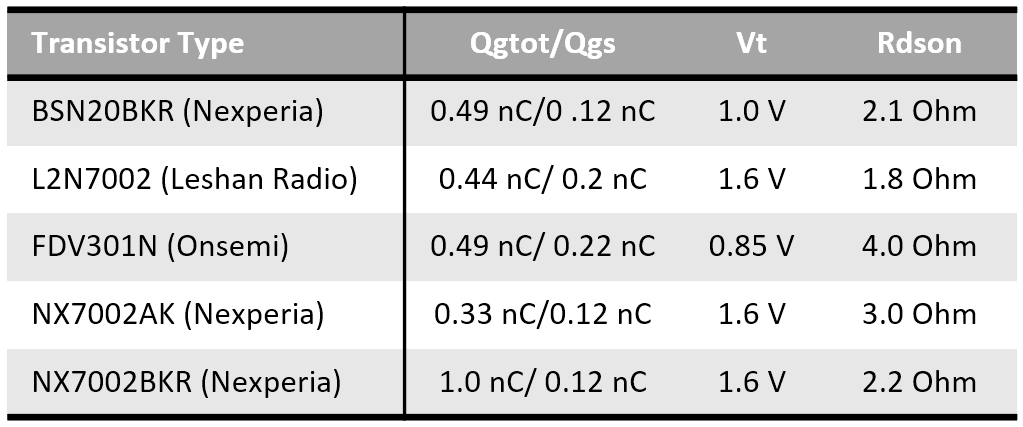 Transistor Type Qgtot/Qgs Vt Rdson
BSN20BKR (Nexperia) 0.49 nC/0 .12 nC 1.0 V 2.1 Ohm
L2N7002 (Leshan Radio) 0.44 nC/ 0.2 nC 1.6 V 1.8 Ohm
FDV301N (Onsemi) 0.49 nC/ 0.22 nC 0.85 V 4.0 Ohm
NX7002AK (Nexperia) 0.33 nC/0.12 nC 1.6 V 3.0 Ohm
NX7002BKR (Nexperia) 1.0 nC/ 0.12 nC 1.6 V 2.2 Ohm